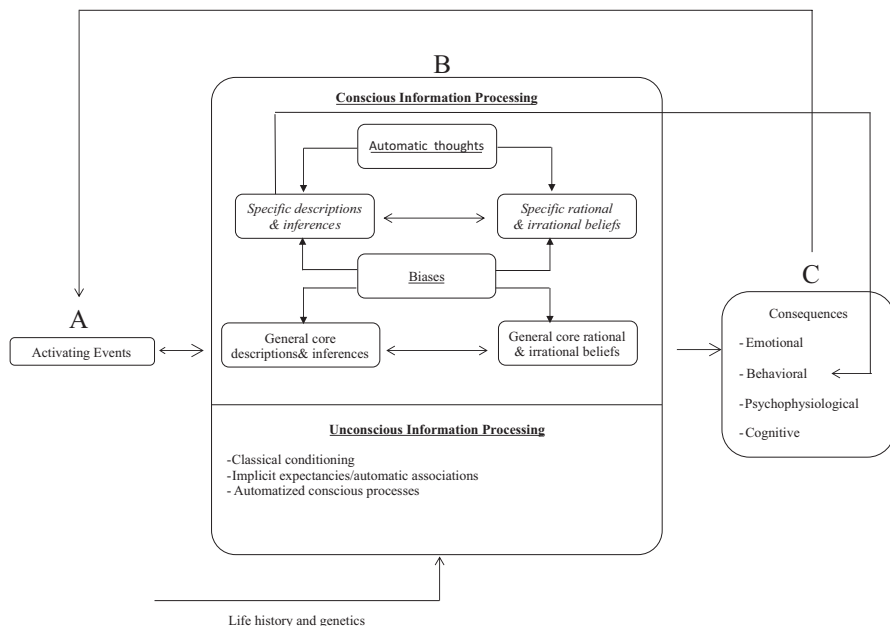 B
Conscious Information Processing
Automatic thoughts
Specific descriptions
& inferences
Specific rational
& irrational beliefs
Biases
General core
descriptions& inferences
General core rational
& irrational beliefs
A
Activating Events
C
Consequences
-Emotional
-Behavioral
-Psychophysiological
-Cognitive
Unconscious Information Processing
-Classical conditioning
-Implicit expectancies/automatic associations
- Automatized conscious processes
Life history and genetics